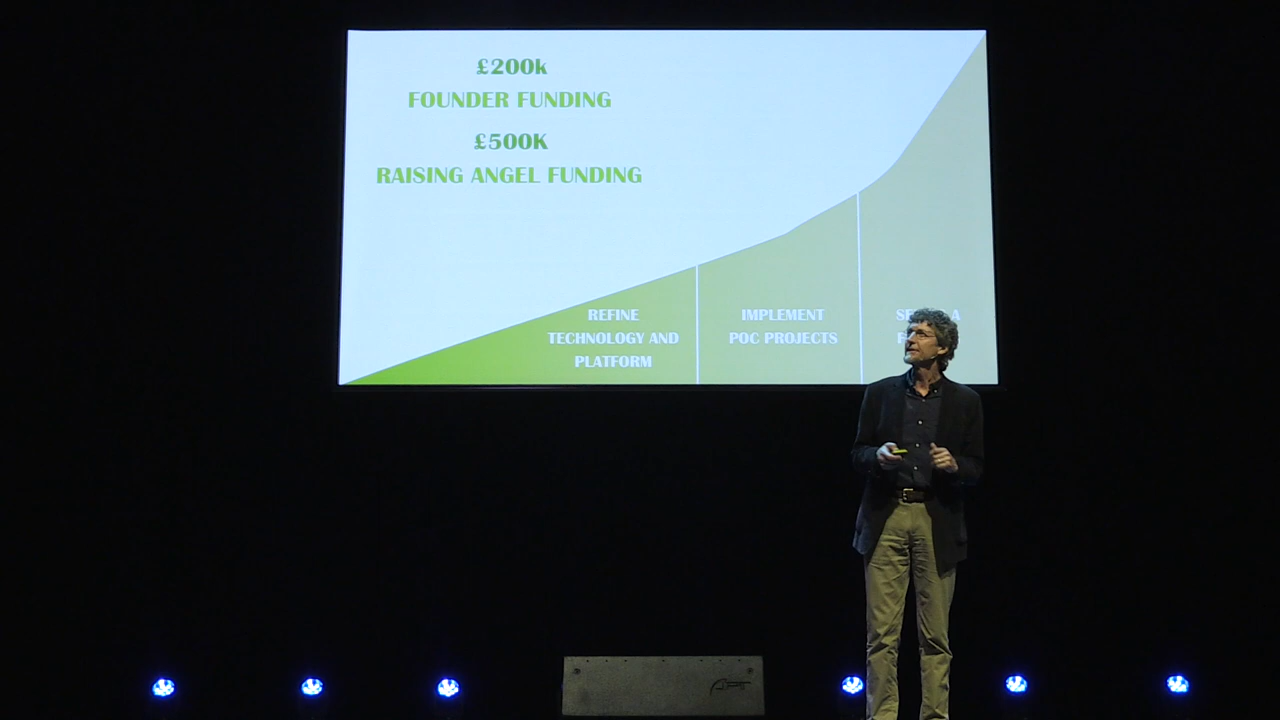 £200k
FOUNDER FUNDING
£500K
RAISING ANGEL FUNDING
REFINE
TECHNOLOGY AND
PLATFORM
IMPLEMENT
POC PROJECTS
A